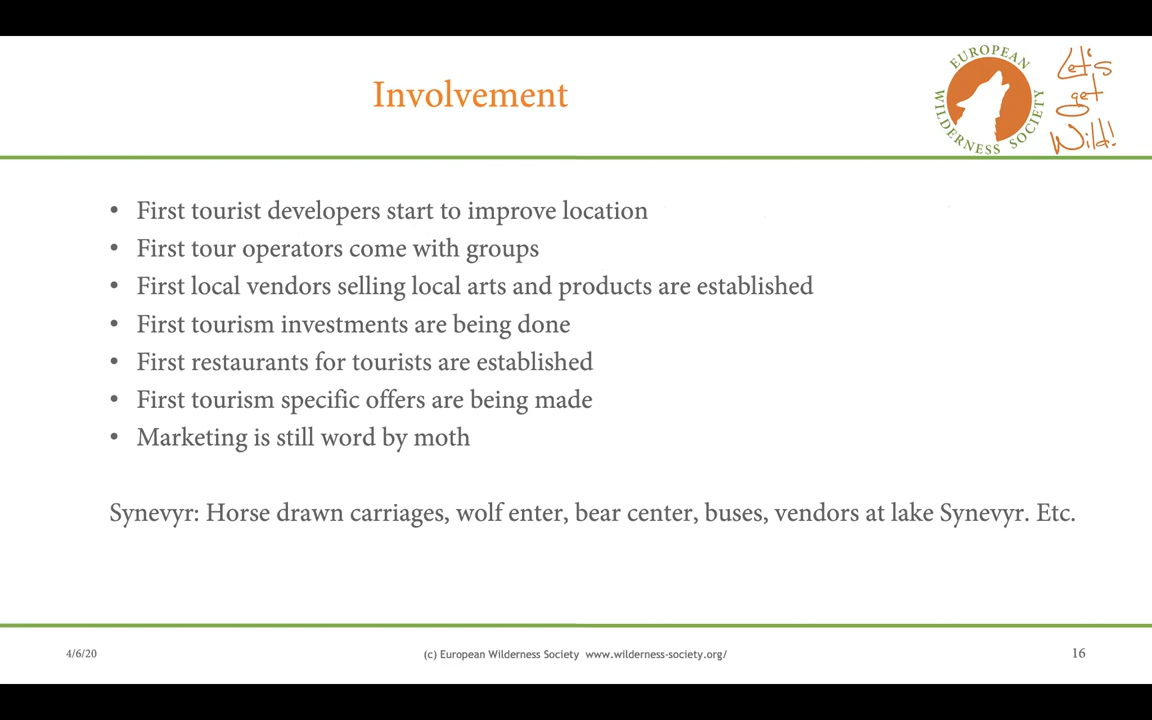 Involvement
EUROPEAN
WILDERNESS SOCIETY
Let's
get
Wild!
• First tourist developers start to improve location
• First tour operators come with groups
• First local vendors selling local arts and products are established
• First tourism investments are being done
• First restaurants for tourists are established
• First tourism specific offers are being made
• Marketing is still word by moth
Synevyr: Horse drawn carriages, wolf enter, bear center, buses, vendors at lake Synevyr. Etc.
4/6/20
(c) European Wilderness Society www.wilderness-society.org/
16